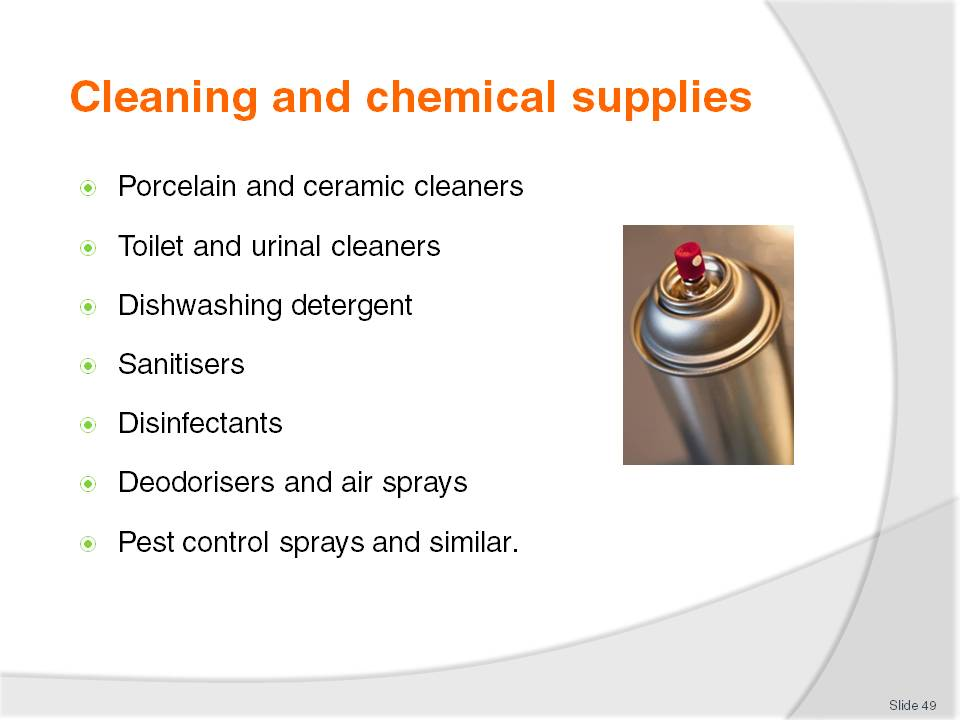 Cleaning and chemical supplies
Porcelain and ceramic cleaners
Toilet and urinal cleaners
Dishwashing detergent
Sanitisers
Disinfectants
Deodorisers and air sprays
Pest control sprays and similar.
Slide 49